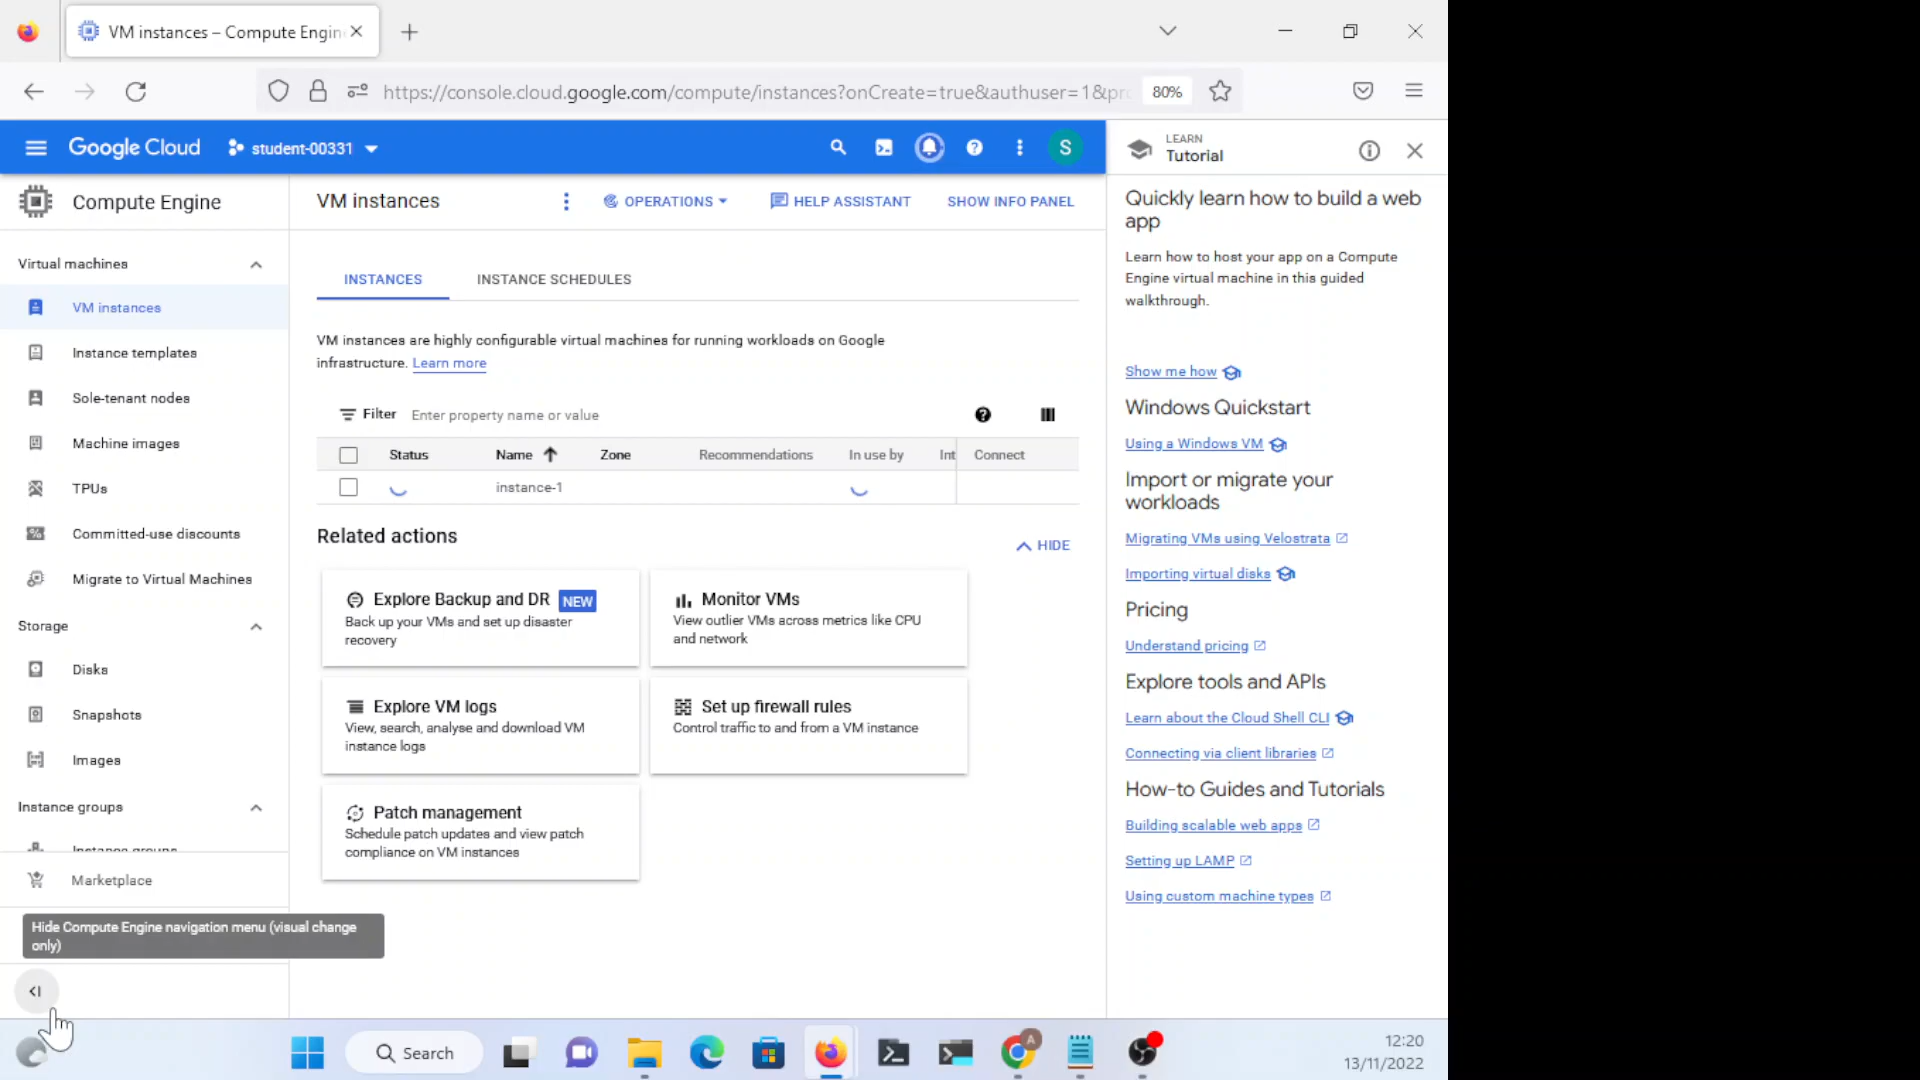 VM instances – Compute Engin
https://console.cloud.google.com/compute/instances?onCreate=true&authuser=1&pr
80%
Google Cloud
student-00331
S
LEARN
Tutorial
Compute Engine
VM instances
OPERATIONS
HELP ASSISTANT
SHOW INFO PANEL
Virtual machines
VM instances
Instance templates
Sole-tenant nodes
Machine images
TPUs
Committed-use discounts
Migrate to Virtual Machines
Storage
Disks
Snapshots
Images
Instance groups
Instance groups
Marketplace
Hide Compute Engine navigation menu (visual change
only)
INSTANCES
INSTANCE SCHEDULES
VM instances are highly configurable virtual machines for running workloads on Google
infrastructure. Learn more
Filter Enter property name or value
Status Name Zone Recommendations In use by Int Connect
instance-1
Related actions
HIDE
Explore Backup and DR NEW
Back up your VMs and set up disaster
recovery
Monitor VMs
View outlier VMs across metrics like CPU
and network
Explore VM logs
View, search, analyse and download VM
instance logs
Set up firewall rules
Control traffic to and from a VM instance
Patch management
Schedule patch updates and view patch
compliance on VM instances
Quickly learn how to build a web
app
Learn how to host your app on a Compute
Engine virtual machine in this guided
walkthrough.
Show me how
Windows Quickstart
Using a Windows VM
Import or migrate your
workloads
Migrating VMs using Velostrata
Importing virtual disks
Pricing
Understand pricing
Explore tools and APIs
Learn about the Cloud Shell CLI
Connecting via client libraries
How-to Guides and Tutorials
Building scalable web apps
Setting up LAMP
Using custom machine types
Search
A
12:20
13/11/2022